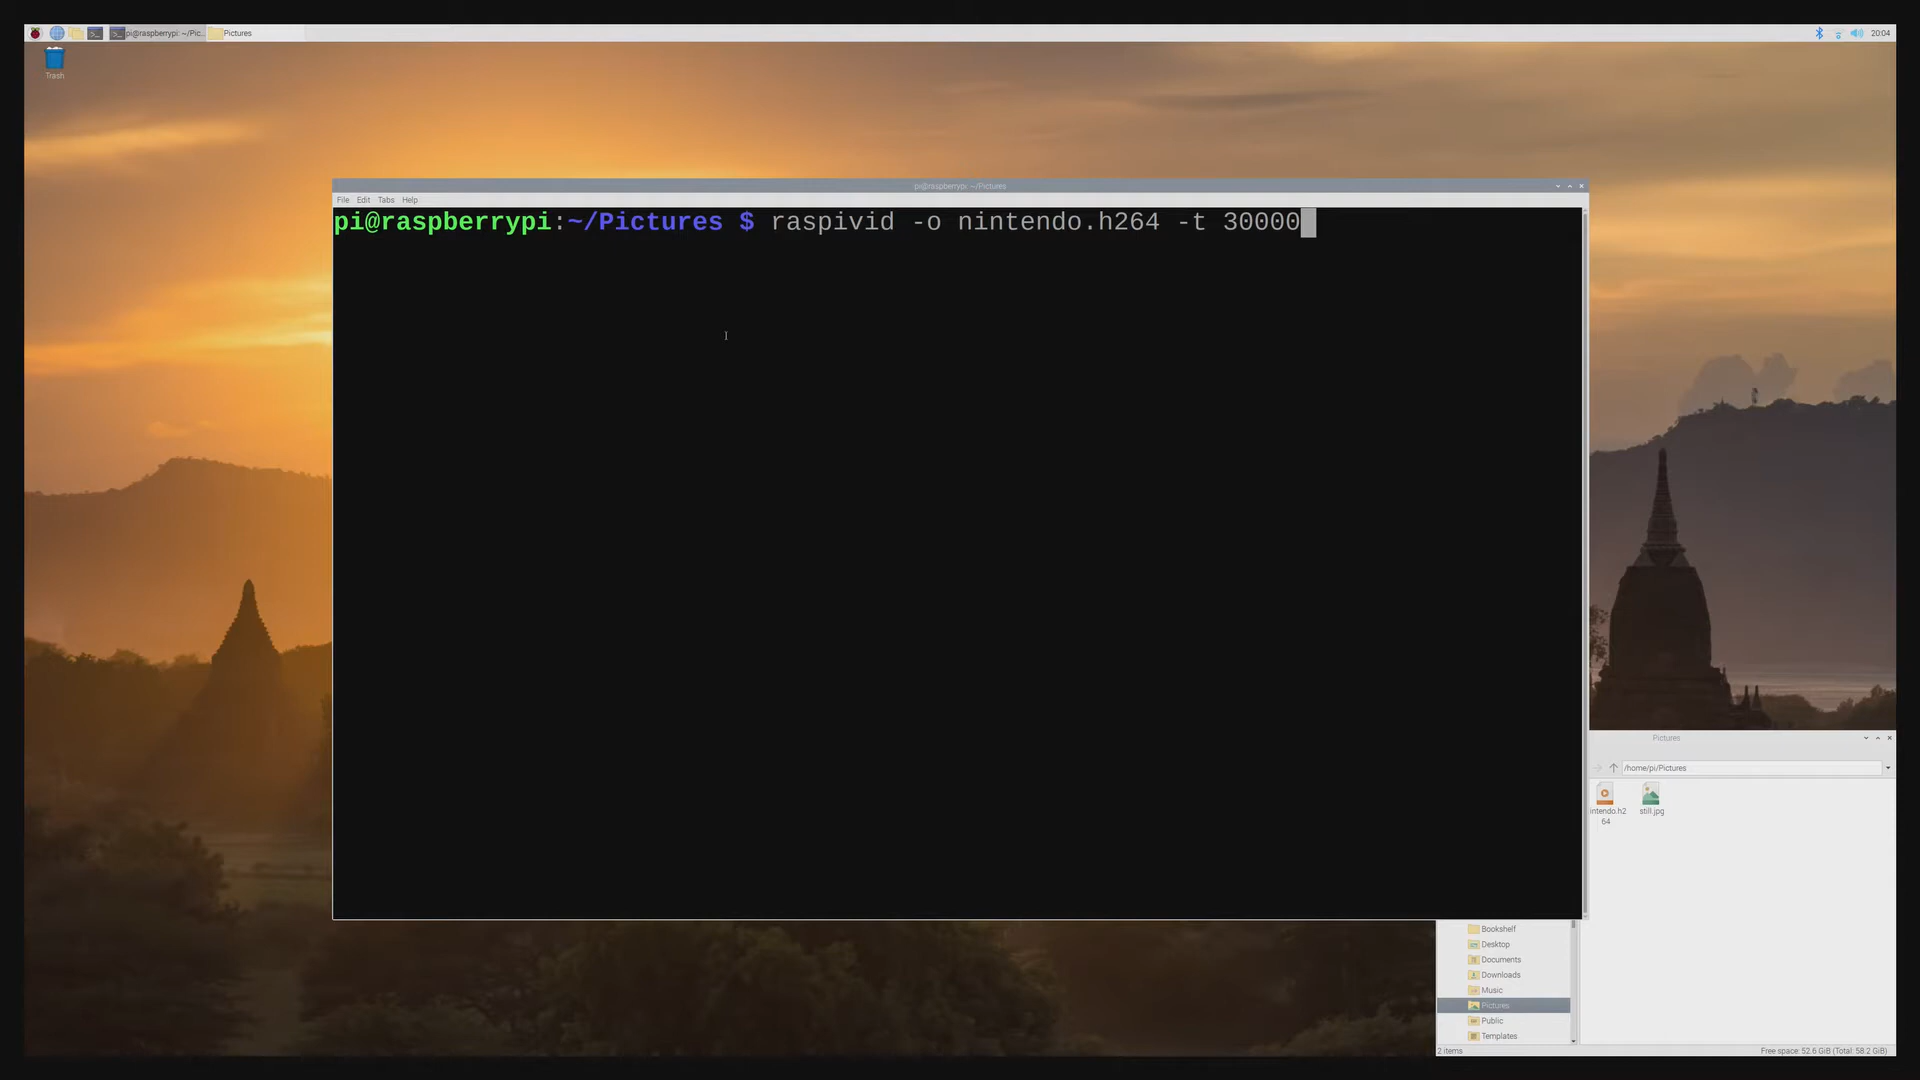 pi@raspberrypi: ~/Pic...
Pictures
20:04
Trash
pi@raspberrypi: ~/Pictures
File Edit Tabs Help
pi@raspberrypi:~/Pictures $ raspivid -o nintendo.h264 -t 30000
Pictures
/home/pi/Pictures
intendo.h2
64
still.jpg
Bookshelf
Desktop
Documents
Downloads
Music
Pictures
Public
Templates
2 items
Free space: 52.6 GiB (Total: 58.2 GiB)